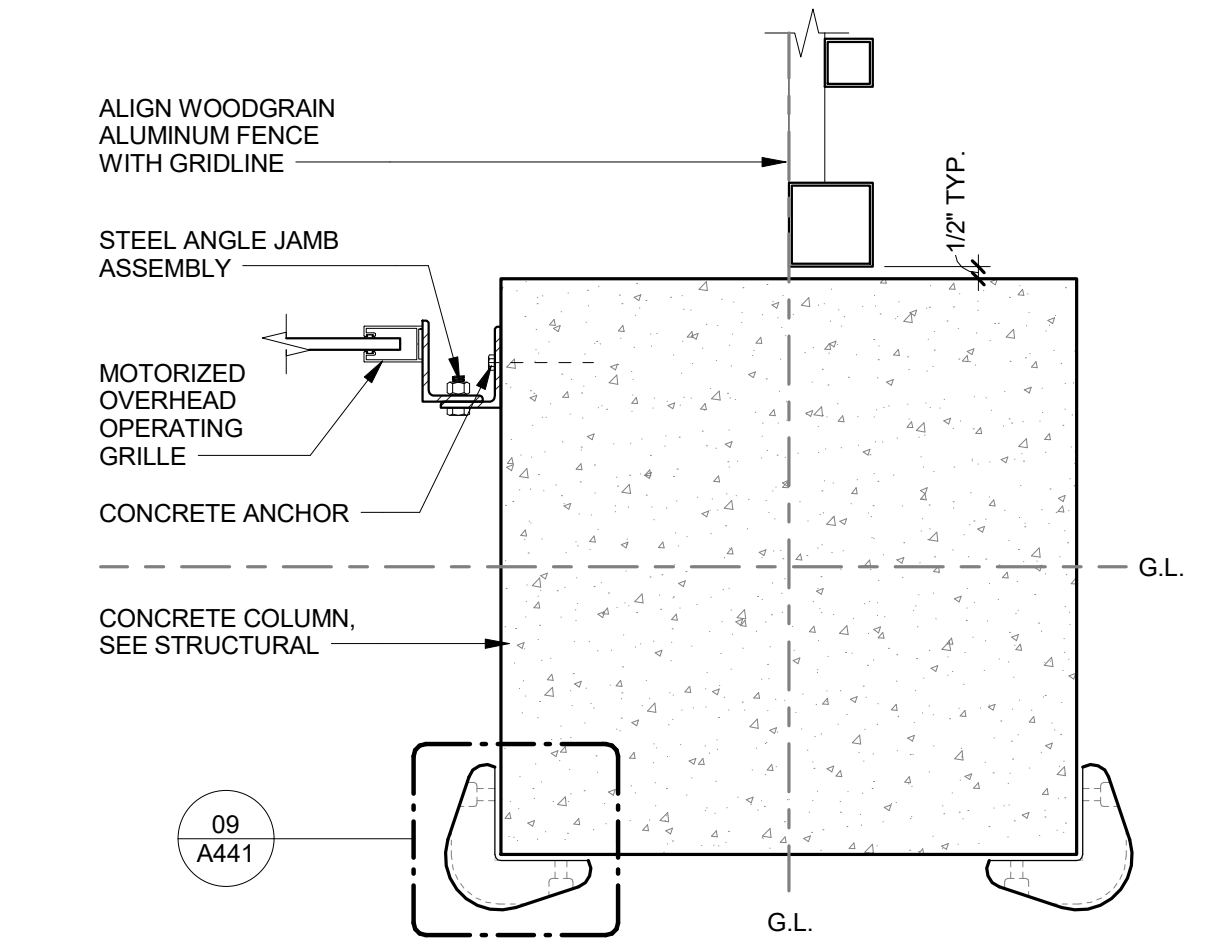 ALIGN WOODGRAIN
ALUMINUM FENCE
WITH GRIDLINE
1/2" TYP.
STEEL ANGLE JAMB
ASSEMBLY
MOTORIZED
OVERHEAD
OPERATING
GRILLE
CONCRETE ANCHOR
G.L.
CONCRETE COLUMN,
SEE STRUCTURAL
09
A441
G.L.